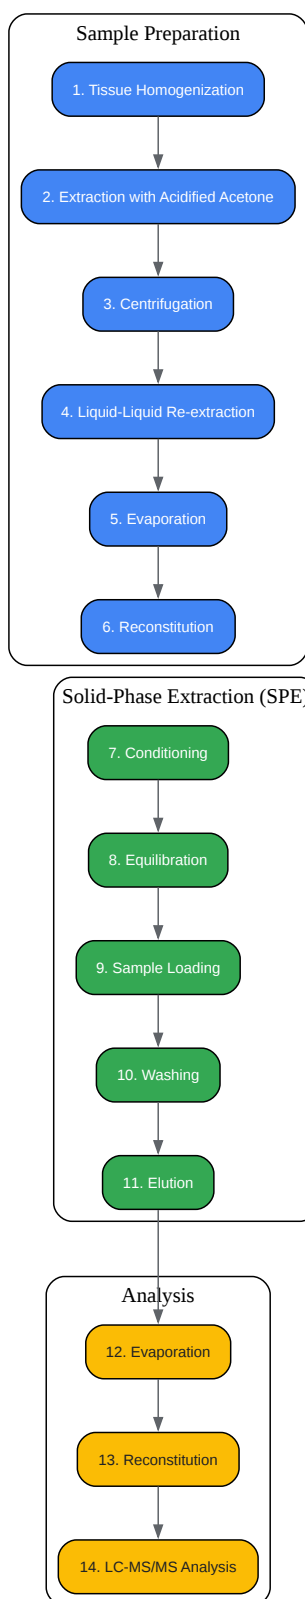 Sample Preparation
1. Tissue Homogenization
2. Extraction with Acidified Acetone
3. Centrifugation
4. Liquid-Liquid Re-extraction
5. Evaporation
6. Reconstitution
Solid-Phase Extraction (SPE)
7. Conditioning
8. Equilibration
9. Sample Loading
10. Washing
11. Elution
Analysis
12. Evaporation
13. Reconstitution
14. LC-MS/MS Analysis